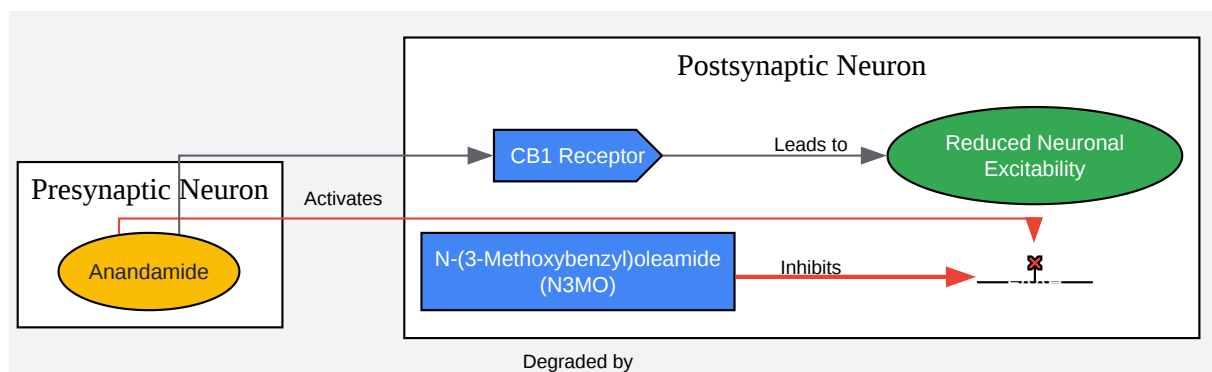 Postsynaptic Neuron
CB1 Receptor
Leads to
Reduced Neuronal
Excitability
Presynaptic Neuron
Activates
Anandamide
N-(3-Methoxybenzyl)oleamide
(N3MO)
Inhibits
Degraded by